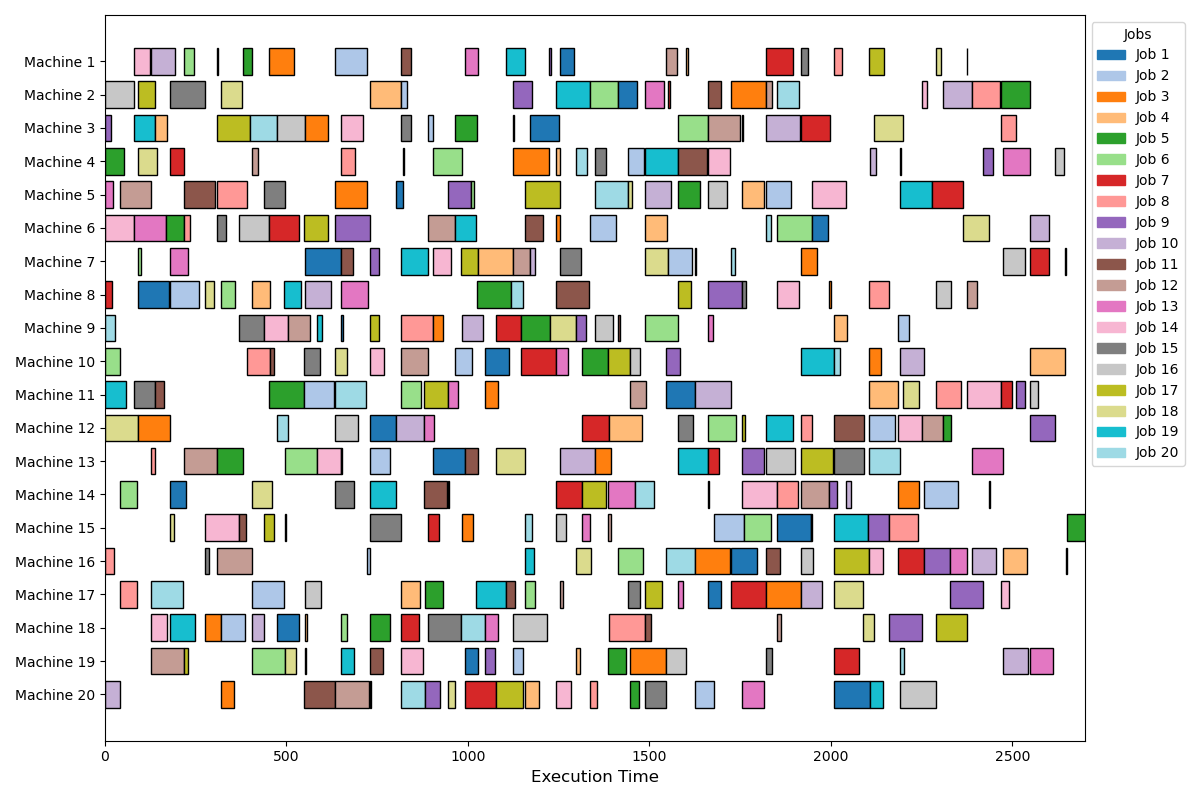 Machine 1
Machine 2
Machine 3
Machine 4
Machine 5
Machine 6
Machine 7
Machine 8
Machine 9
Machine 10
Machine 11
Machine 12
Machine 13
Machine 14
Machine 15
Machine 16
Machine 17
Machine 18
Machine 19
Machine 20
0 500 1000 1500 2000 2500
Execution Time
Jobs
Job 1
Job 2
Job 3
Job 4
Job 5
Job 6
Job 7
Job 8
Job 9
Job 10
Job 11
Job 12
Job 13
Job 14
Job 15
Job 16
Job 17
Job 18
Job 19
Job 20